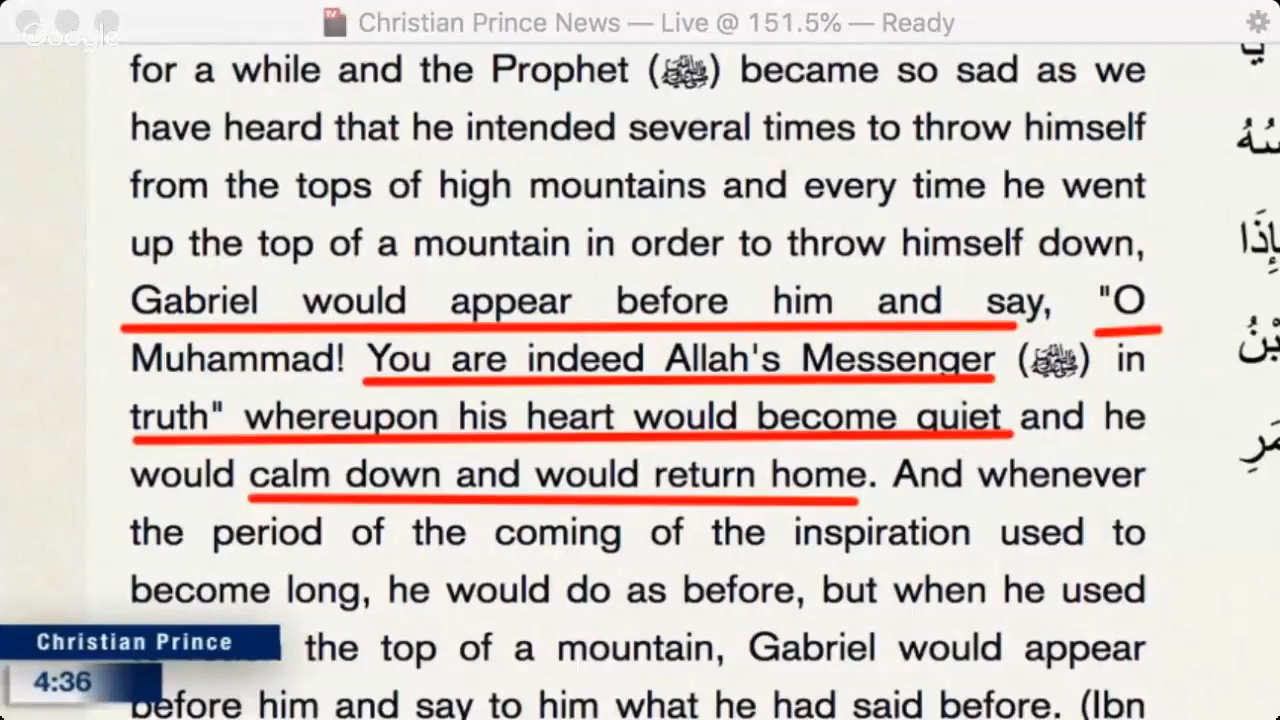 Christian Prince News — Live @ 151.5% — Ready
Google
for a while and the Prophet (ﷺ) became so sad as we
have heard that he intended several times to throw himself
from the tops of high mountains and every time he went
up the top of a mountain in order to throw himself down,
Gabriel would appear before him and say, "O
Muhammad! You are indeed Allah's Messenger (ﷺ) in
truth" whereupon his heart would become quiet and he
would calm down and would return home. And whenever
the period of the coming of the inspiration used to
become long, he would do as before, but when he used
the top of a mountain, Gabriel would appear
before him and say to him what he had said before. (Ibn
Christian Prince
4:36